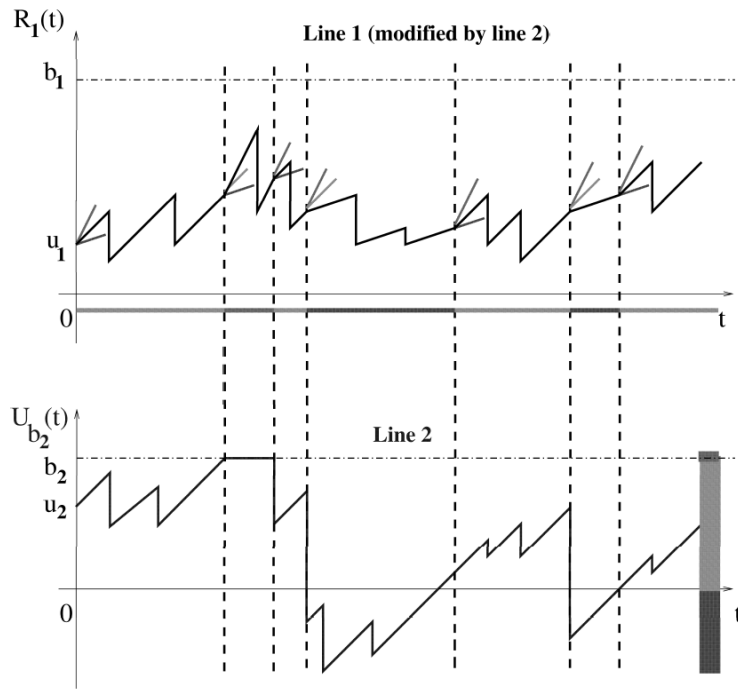 R1(t)
Line 1 (modified by line 2)
b1
u1
0
t
Ub2(t)
Line 2
b2
u2
0
t